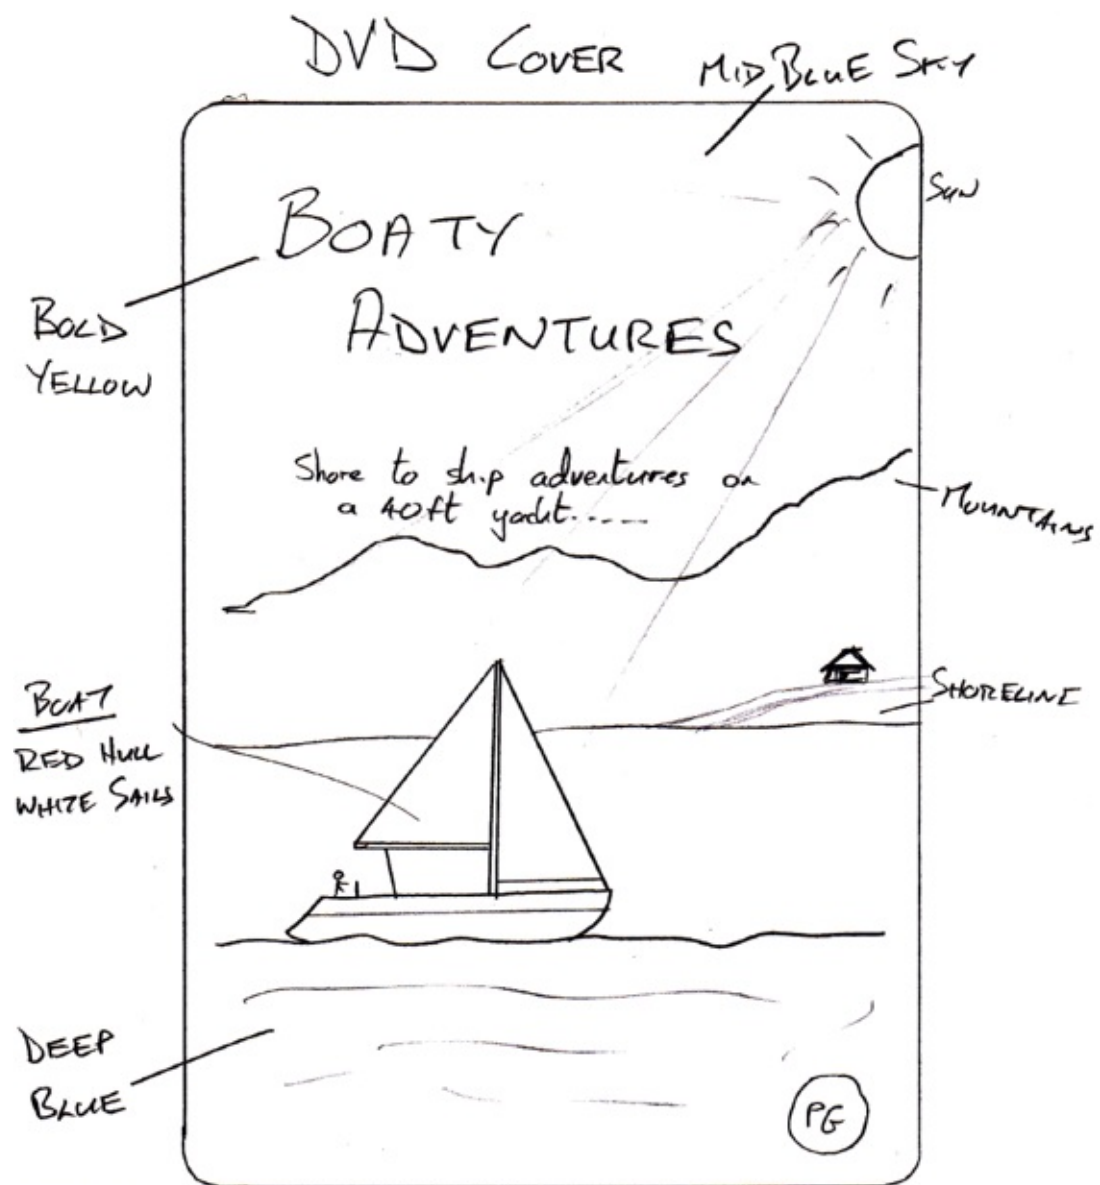 DVD COVER
MID BLUE SKY
SUN
BOATY
ADVENTURES
BOLD
YELLOW
Shore to ship adventures on
a 40ft yacht.....
MOUNTAINS
SHORELINE
BOAT
RED HULL
WHITE SAILS
DEEP
BLUE
PG